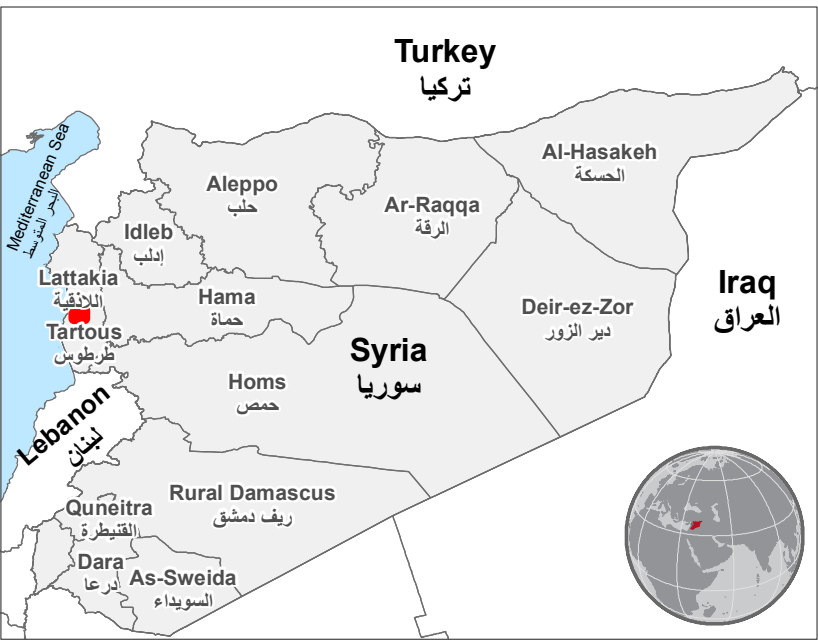 Turkey
تركيا
Mediterranean Sea
البحر المتوسط
Al-Hasakeh
الحسكة
Aleppo
حلب
Ar-Raqqa
الرقة
Idleb
إدلب
Lattakia
اللاذقية
Hama
حماة
Deir-ez-Zor
دير الزور
Iraq
العراق
Tartous
طرطوس
Syria
سوريا
Homs
حمص
Lebanon
لبنان
Rural Damascus
ريف دمشق
Quneitra
القنيطرة
Dara
درعا
As-Sweida
السويداء